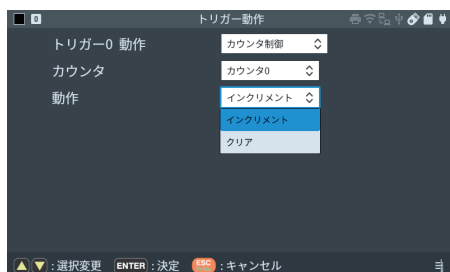 0 トリガー動作
トリガー0 動作 カウンタ制御
カウンタ カウンタ0
動作 インクリメント
インクリメント
クリア
:選択変更 ENTER :決定 ESC :キャンセル